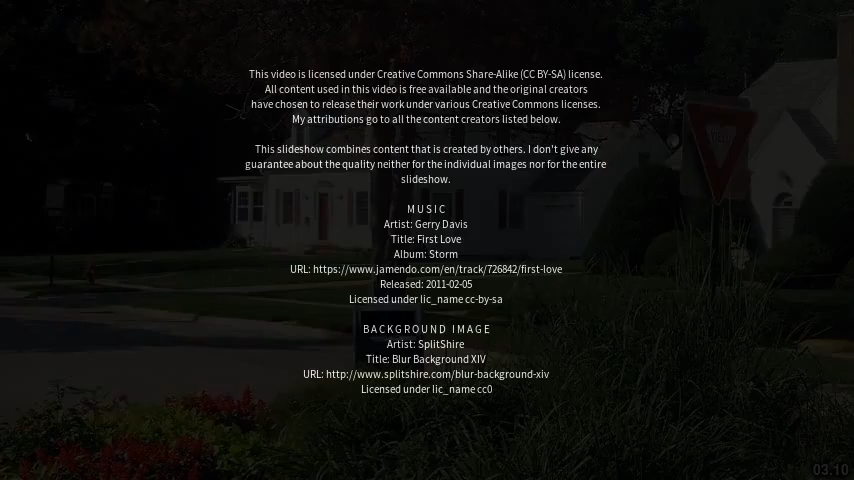 This video is licensed under Creative Commons Share-Alike (CC BY-SA) license.
All content used in this video is free available and the original creators
have chosen to release their work under various Creative Commons licenses.
My attributions go to all the content creators listed below.
This slideshow combines content that is created by others. I don't give any
guarantee about the quality neither for the individual images nor for the entire
slideshow.
MUSIC
Artist: Gerry Davis
Title: First Love
Album: Storm
URL: https://www.jamendo.com/en/track/726842/first-love
Released: 2011-02-05
Licensed under lic_name cc-by-sa
BACKGROUND IMAGE
Artist: SplitShire
Title: Blur Background XIV
URL: http://www.splitshire.com/blur-background-xiv
Licensed under lic_name cc0
03.10